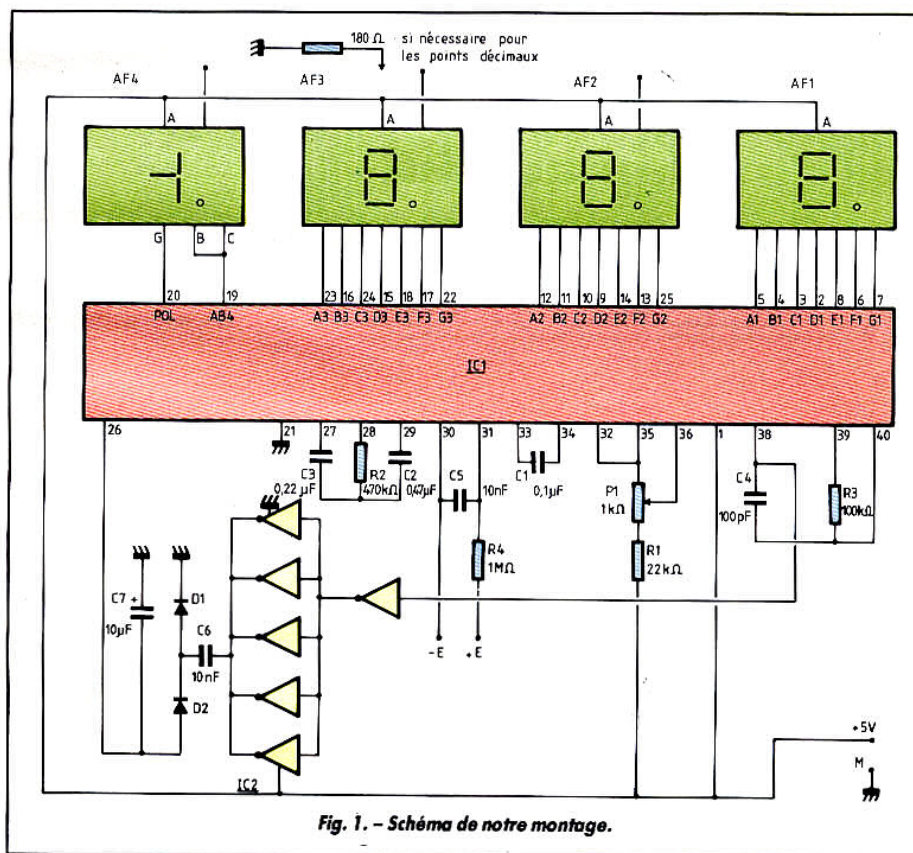 180 Ω si nécessaire pour
les points décimaux
AF4
AF3
AF2
AF1
A
A
A
A
G
B
C
20
19
23
16
24
15
18
17
22
12
11
10
9
14
13
25
5
4
3
2
8
6
7
POL
AB4
A3
B3
C3
D3
E3
F3
G3
A2
B2
C2
D2
E2
F2
G2
A1
B1
C1
D1
E1
F1
G1
IC1
26
21
27
28
29
30
31
33
34
32
35
36
1
38
39
40
C3
0,22 µF
R2
470kΩ
C2
0,47µF
C5
10nF
C1
0,1µF
P1
1kΩ
C4
100pF
R3
100kΩ
R4
1MΩ
R1
22kΩ
C7 +
10µF
D1
C6
10nF
D2
-E
+E
+5V
M
IC2
Fig. 1. – Schéma de notre montage.